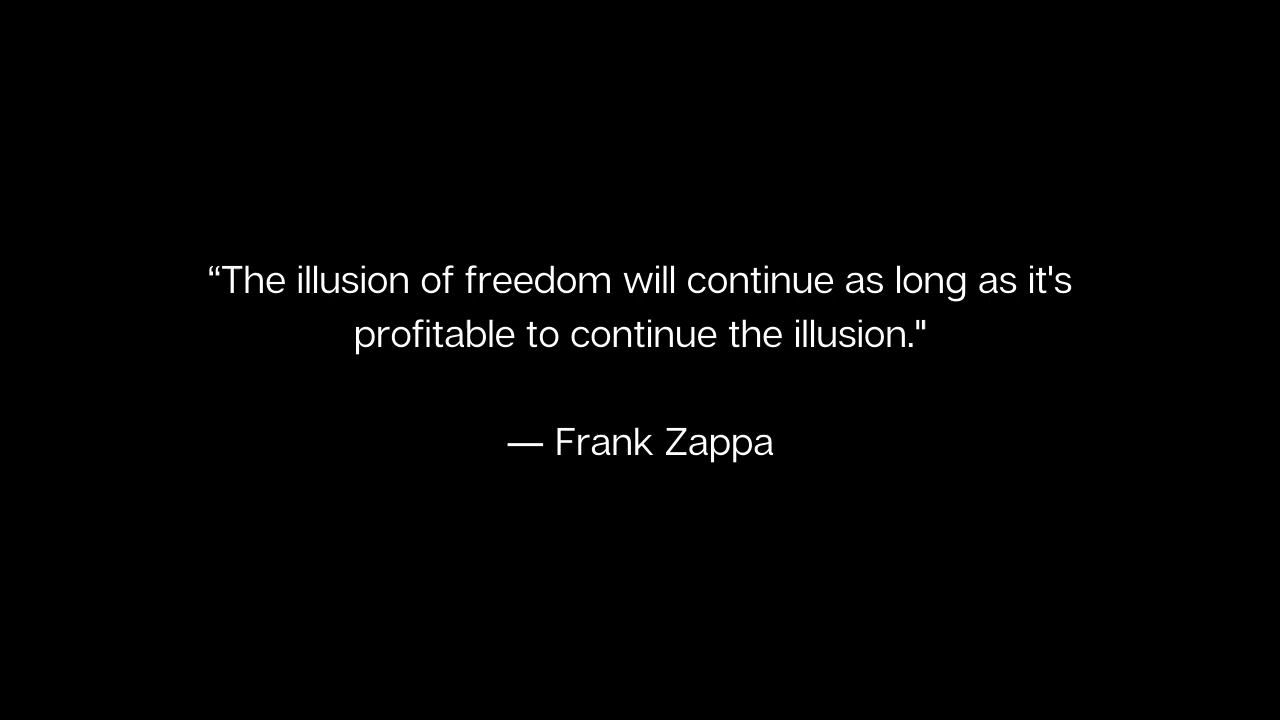 “The illusion of freedom will continue as long as it's
profitable to continue the illusion."
— Frank Zappa